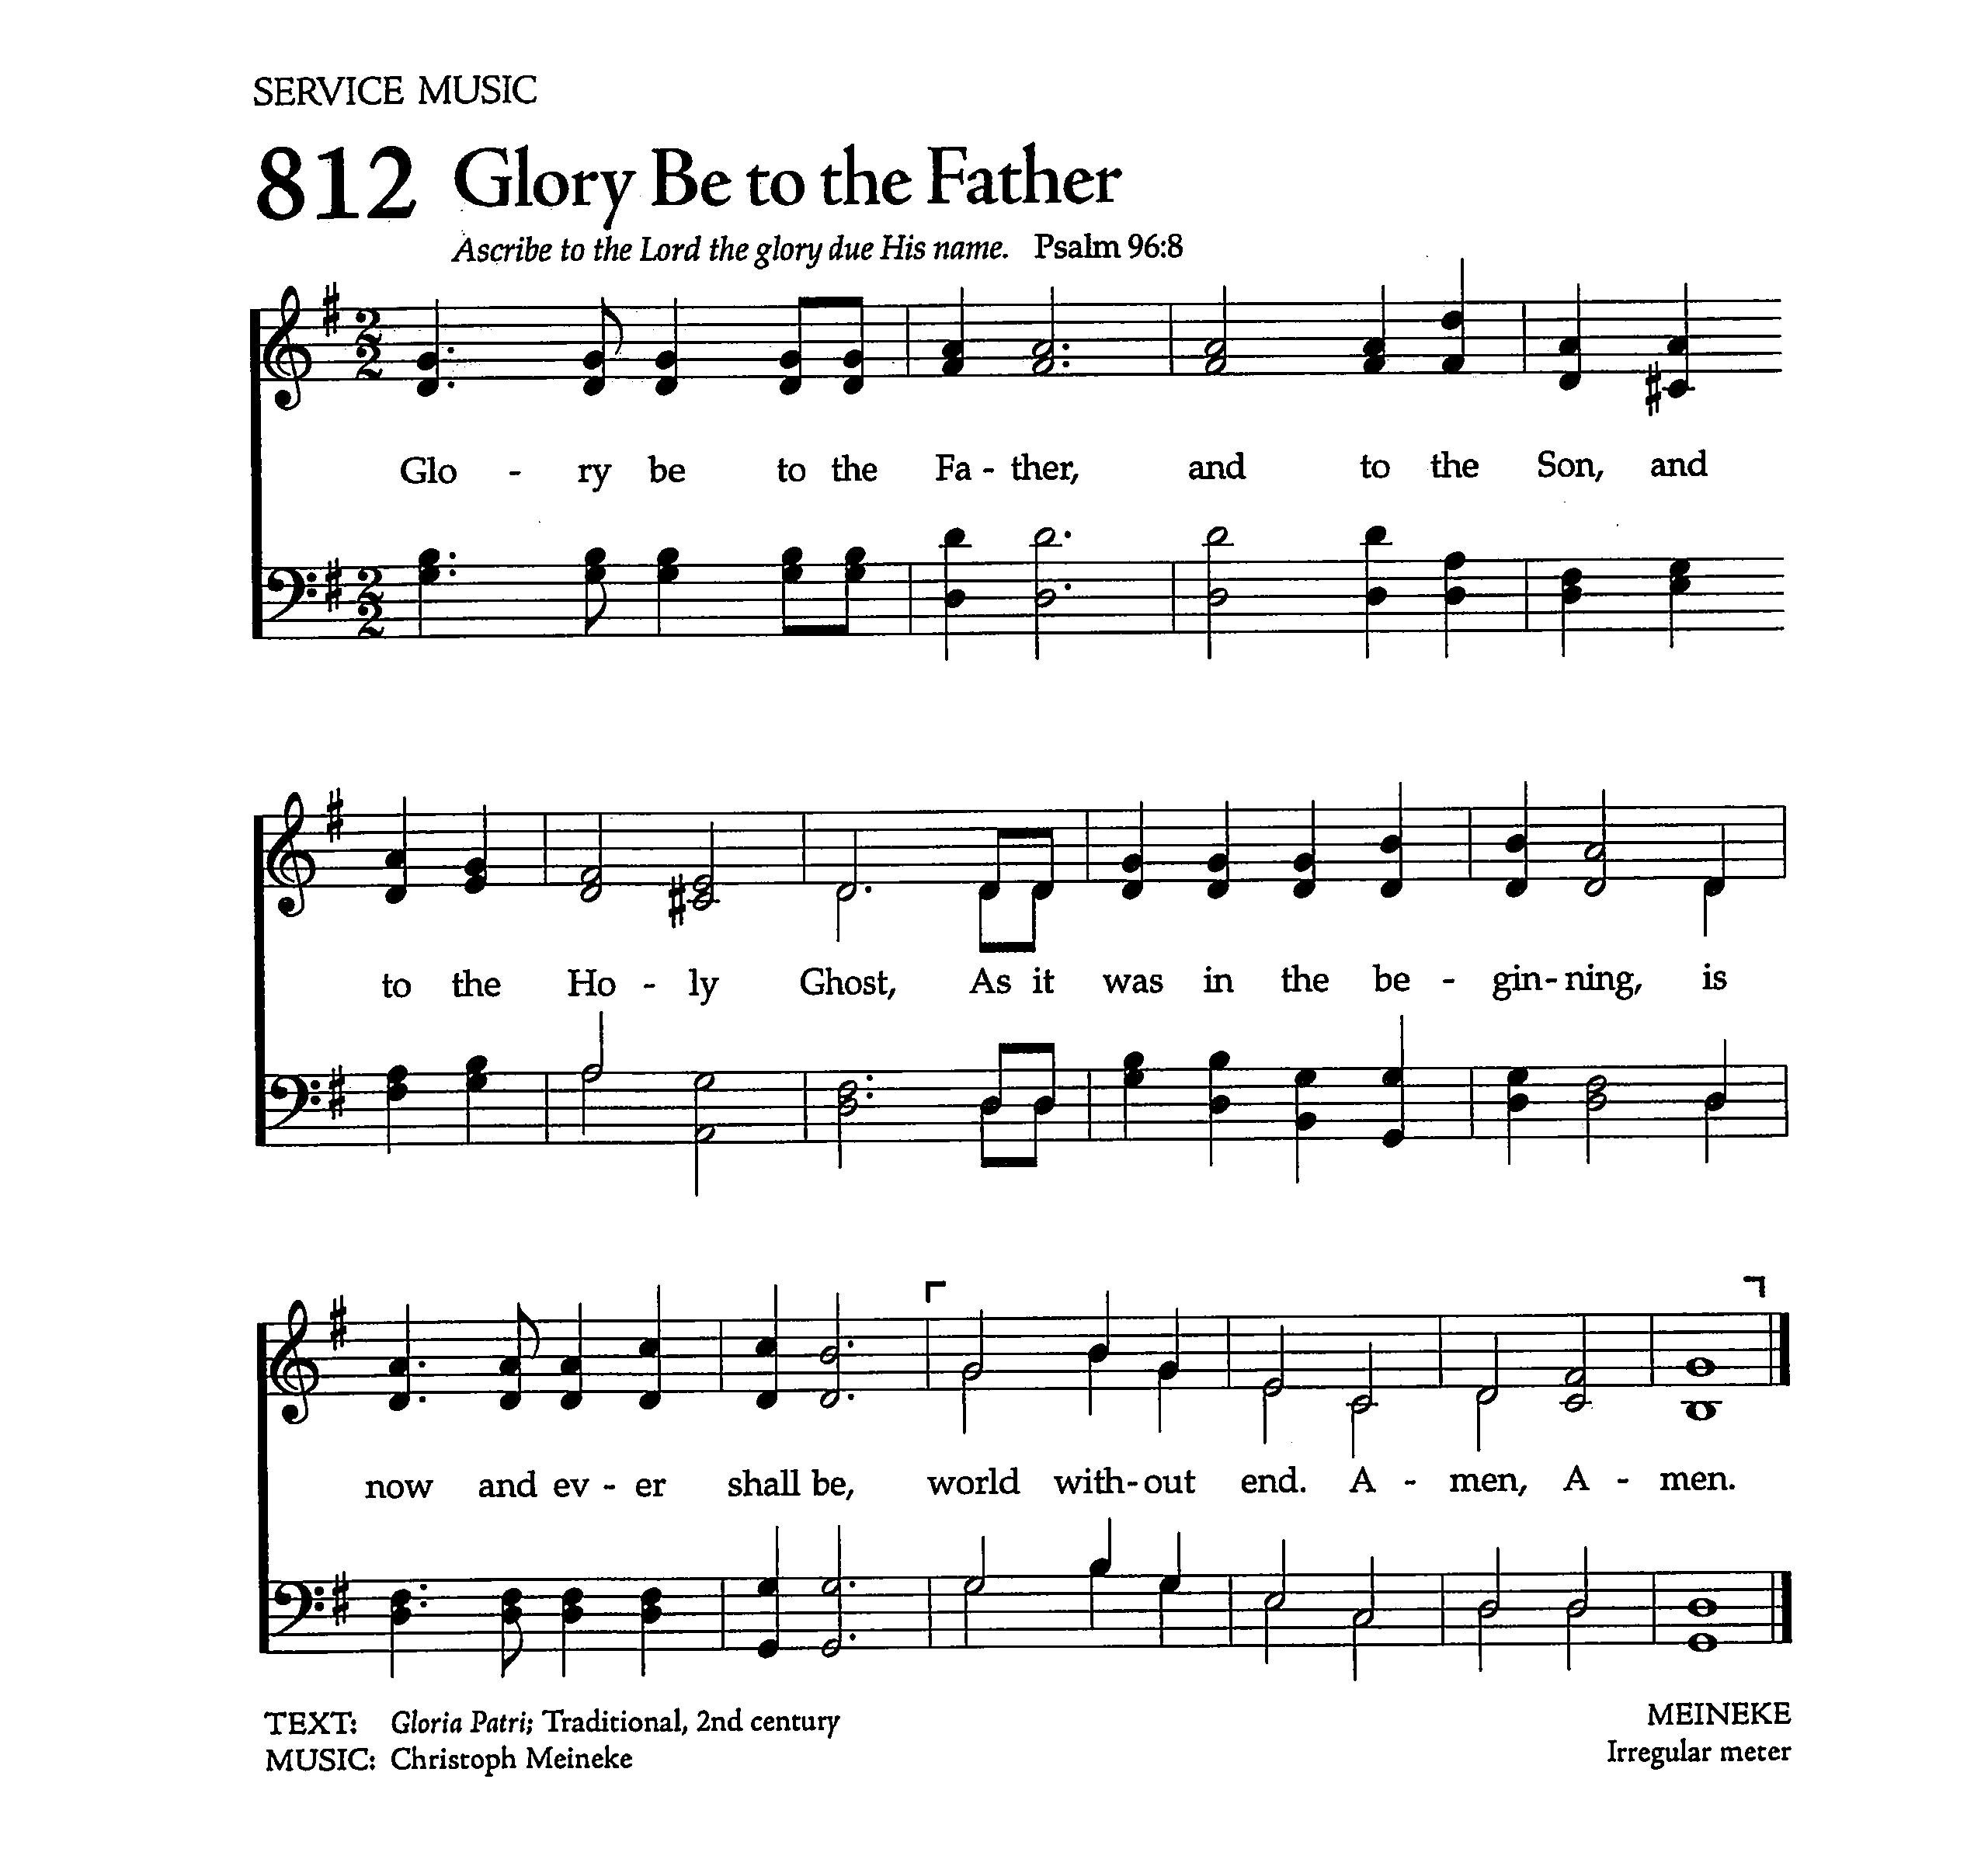 SERVICE MUSIC
812 Glory Be to the Father
Ascribe to the Lord the glory due His name. Psalm 96:8
Glo - ry be to the Fa - ther, and to the Son, and
to the Ho - ly Ghost, As it was in the be - gin - ning, is
now and ev - er shall be, world with - out end. A - men, A - men.
TEXT: Gloria Patri; Traditional, 2nd century
MUSIC: Christoph Meineke
MEINEKE
Irregular meter